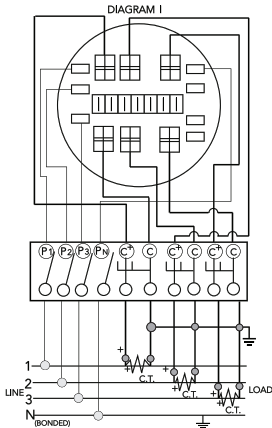 DIAGRAM I
P1 P2 P3 PN C+ C C+ C C+ C
+
1
C.T.
2
+
C.T.
LINE
3
+
LOAD
N
C.T.
(BONDED)